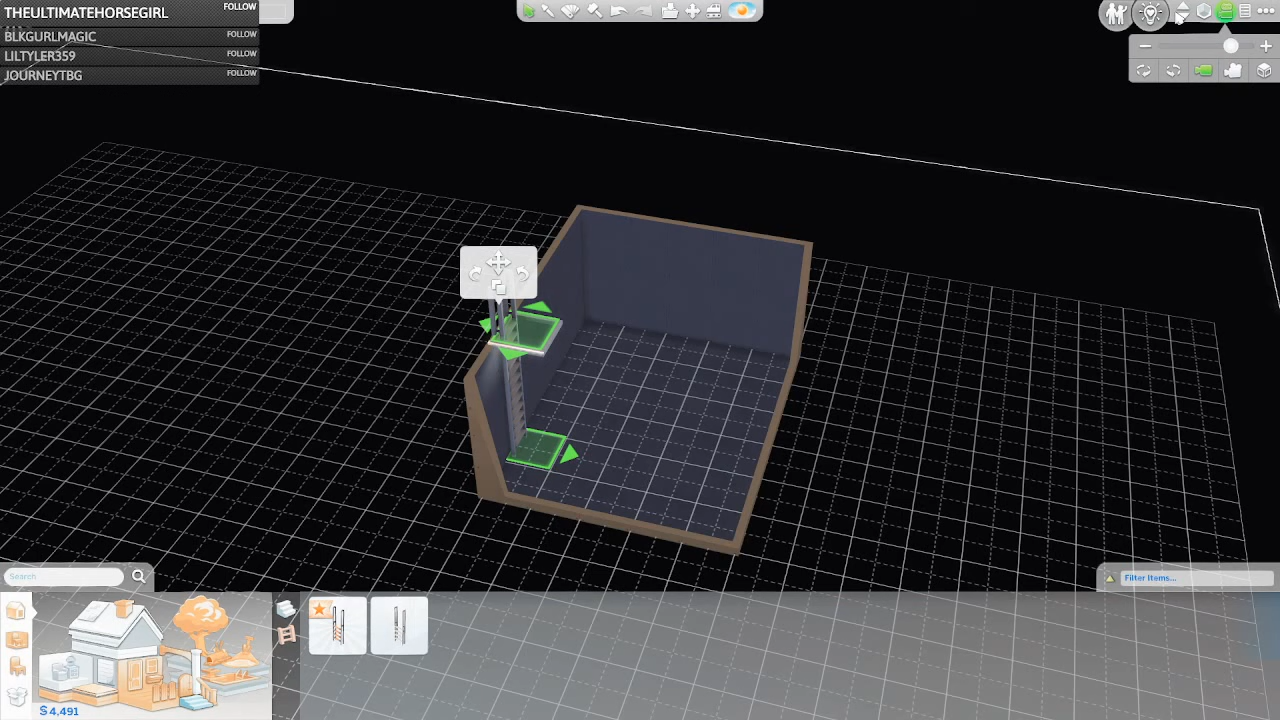 THEULTIMATEHORSEGIRL FOLLOW
BLKGURLMAGIC FOLLOW
LILTYLER359 FOLLOW
JOURNEYTBG FOLLOW
Search
Filter Items...
§4,491